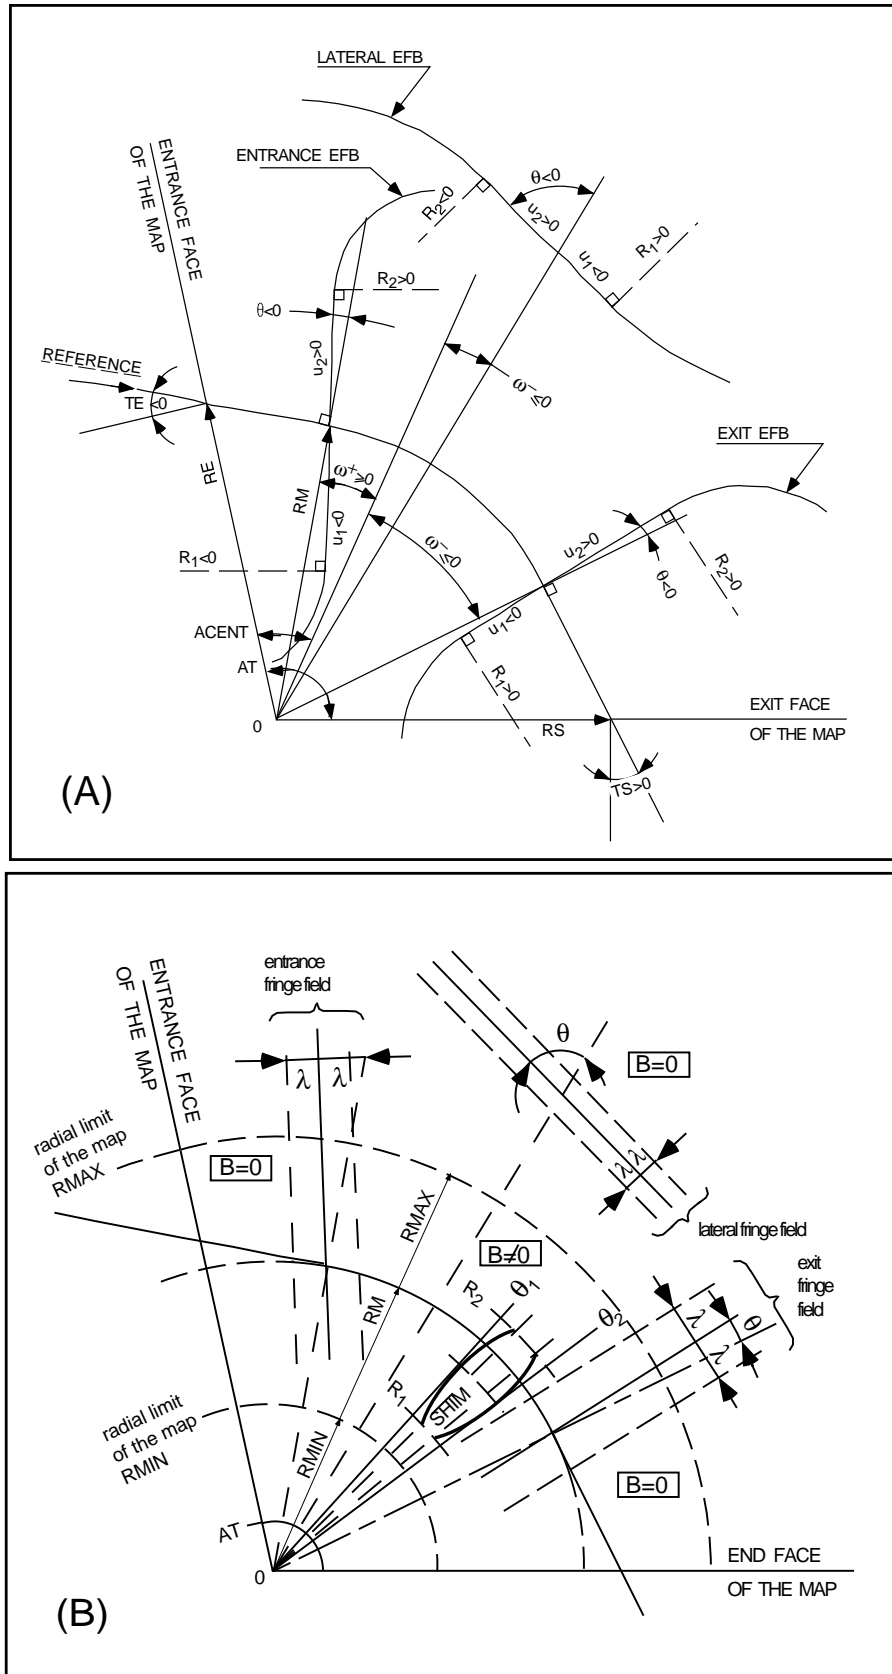 LATERAL EFB
ENTRANCE FACE
OF THE MAP
ENTRANCE EFB
R2<0
θ<0
u2>0
R1>0
u1<0
R2>0
θ<0
u2>0
ω⁻≤0
REFERENCE
TE <0
EXIT EFB
RE
RM
ω⁺≥0
u1<0
ω⁻≤0
u2>0
R2>0
θ<0
R1<0
u1<0
ACENT
R1>0
AT
0
RS
EXIT FACE
OF THE MAP
TS>0
(A)
ENTRANCE FACE
OF THE MAP
entrance
fringe field
θ
B=0
λ
λ
radial limit
of the map
RMAX
B=0
λ
λ
RMAX
lateral fringe field
B≠0
exit
fringe
field
R2
θ1
RM
θ2
λ
θ
λ
R1
SHIM
radial limit
of the map
RMIN
RMIN
B=0
AT
0
END FACE
OF THE MAP
(B)